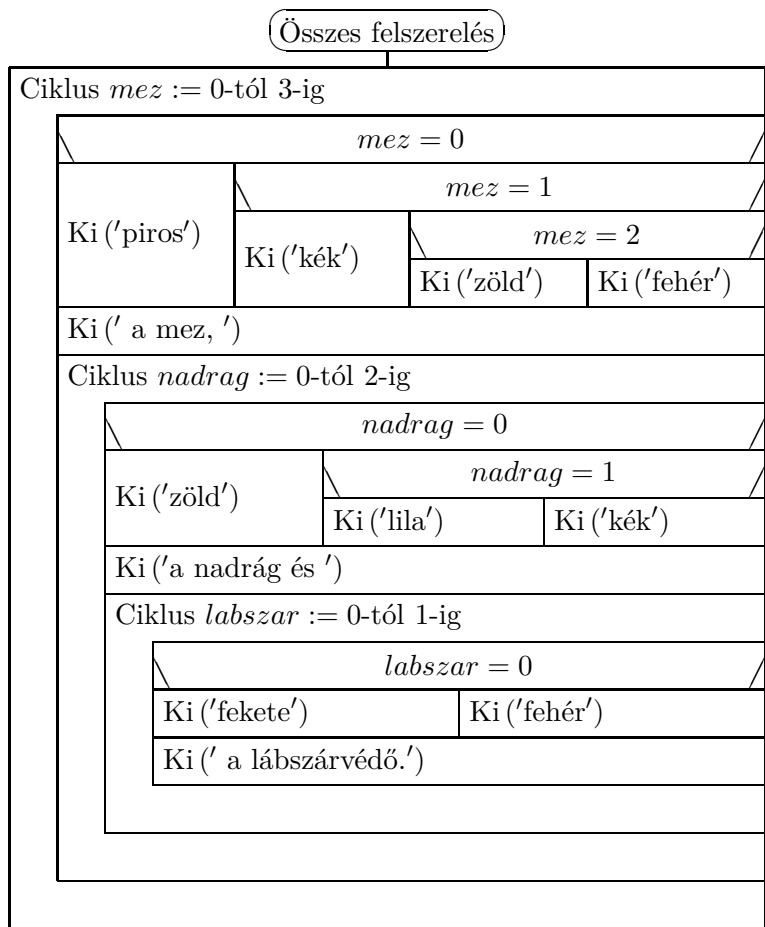 Összes felszerelés
Ciklus mez := 0-tól 3-ig
mez = 0
Ki ('piros')
mez = 1
Ki ('kék')
mez = 2
Ki ('zöld')
Ki ('fehér')
Ki (' a mez, ')
Ciklus nadrag := 0-tól 2-ig
nadrag = 0
Ki ('zöld')
nadrag = 1
Ki ('lila')
Ki ('kék')
Ki ('a nadrág és ')
Ciklus labszar := 0-tól 1-ig
labszar = 0
Ki ('fekete')
Ki ('fehér')
Ki (' a lábszárvédő.')